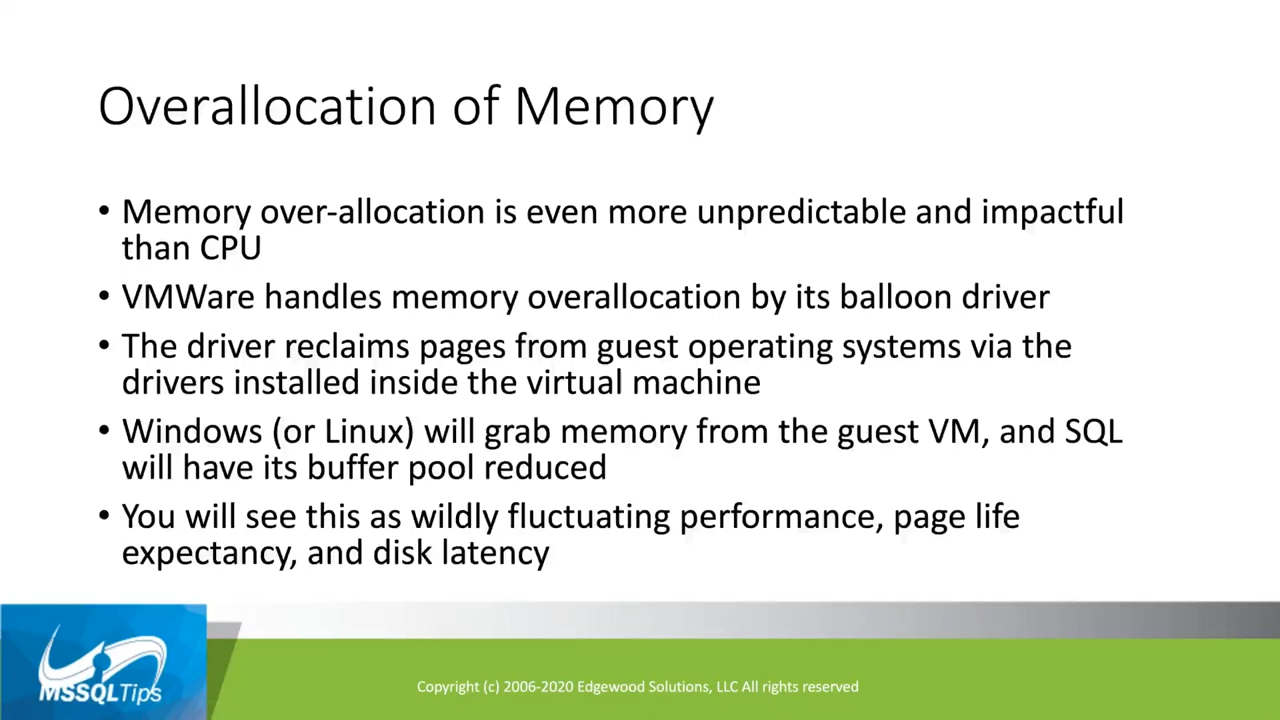 Overallocation of Memory
• Memory over-allocation is even more unpredictable and impactful
than CPU
• VMWare handles memory overallocation by its balloon driver
• The driver reclaims pages from guest operating systems via the
drivers installed inside the virtual machine
• Windows (or Linux) will grab memory from the guest VM, and SQL
will have its buffer pool reduced
• You will see this as wildly fluctuating performance, page life
expectancy, and disk latency
MSSQLTips
Copyright (c) 2006-2020 Edgewood Solutions, LLC All rights reserved